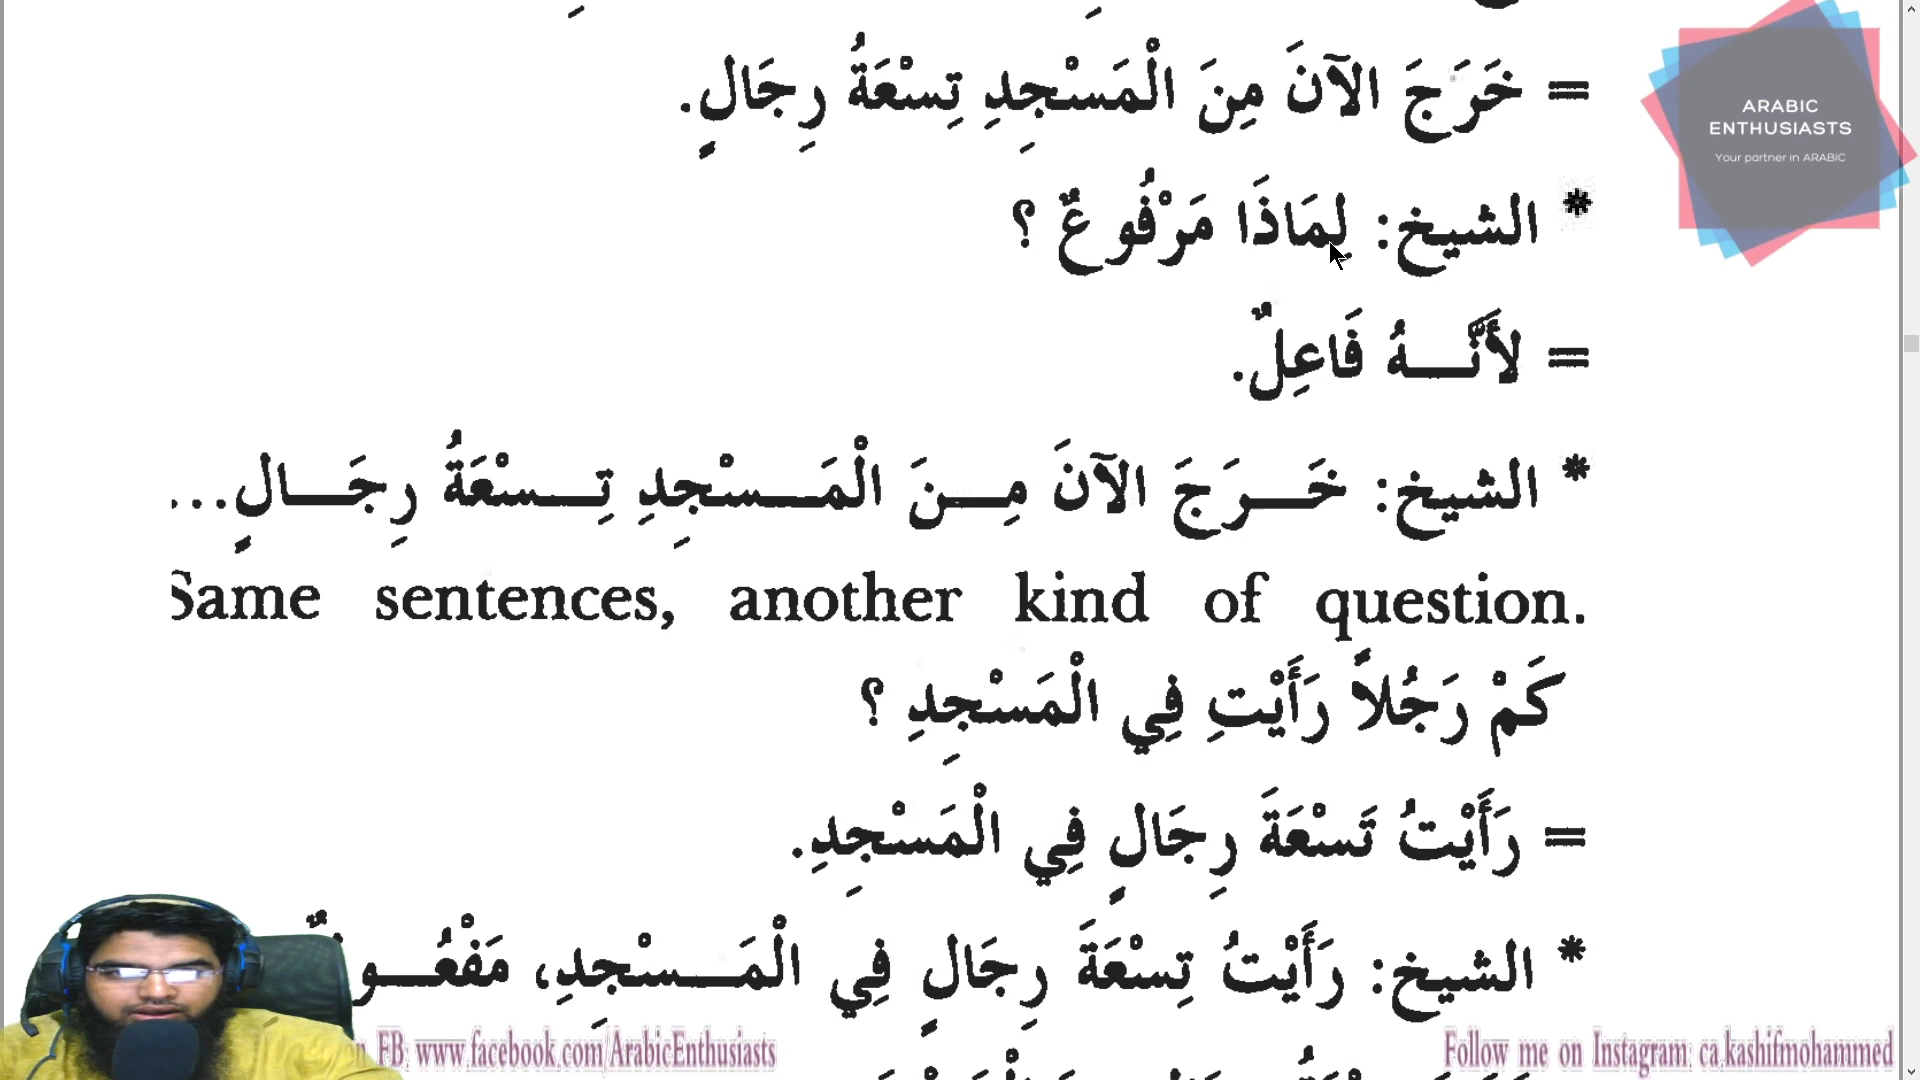 = خَرَجَ الآنَ مِنَ الْمَسْجِدِ تِسْعَةُ رِجَالٍ.
ARABIC
ENTHUSIASTS
Your partner in ARABIC
* الشيخ: لِمَاذَا مَرْفُوعٌ ؟
= لأَنَّـــهُ فَاعِلٌ.
* الشيخ: خَـــرَجَ الآنَ مِـــنَ الْمَـــسْجِدِ تِـــسْعَةُ رِجَـــالٍ...
Same sentences, another kind of question.
كَمْ رَجُلاً رَأَيْتِ فِي الْمَسْجِدِ ؟
= رَأَيْتُ تَسْعَةَ رِجَالٍ فِي الْمَسْجِدِ.
* الشيخ: رَأَيْتُ تِسْعَةَ رِجَالٍ فِي الْمَـــسْجِدِ،
FB: www.facebook.com/ArabicEnthusiasts
Follow me on Instagram: ca.kashifmohammed